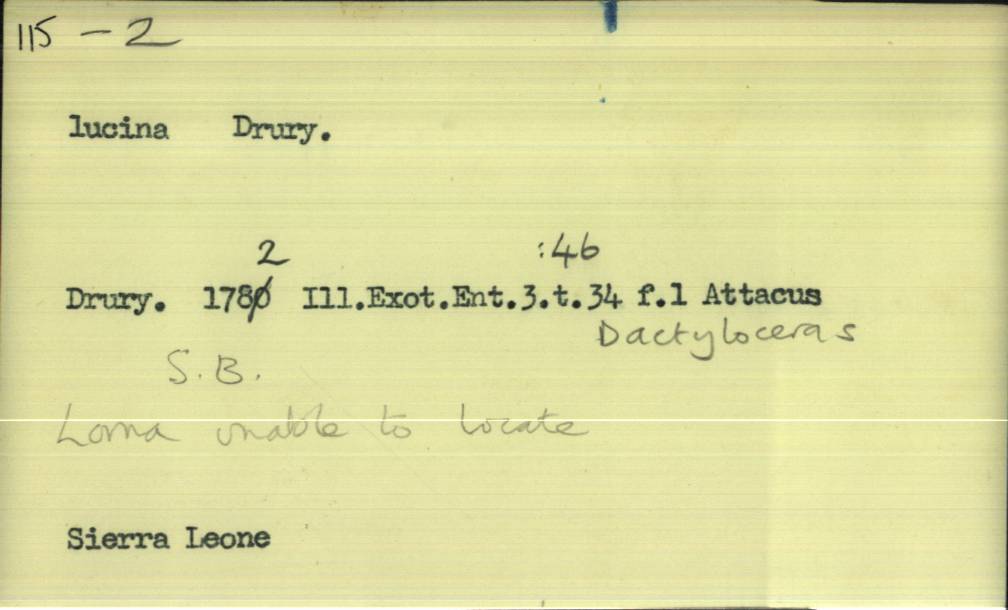 115 - 2
lucina Drury.
2 :46
Drury. 1780 Ill.Exot.Ent.3.t.34 f.1 Attacus
Dactyloceras
S.B.
Lorna unable to locate
Sierra Leone